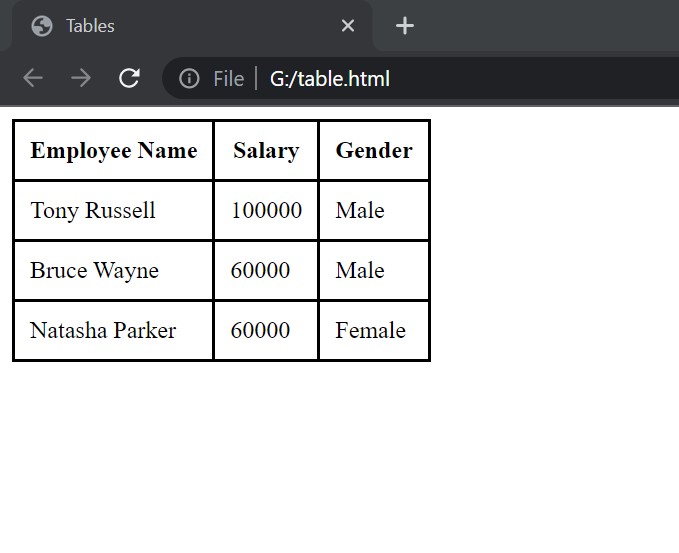 Tables
File G:/table.html
Employee Name Salary Gender
Tony Russell 100000 Male
Bruce Wayne 60000 Male
Natasha Parker 60000 Female